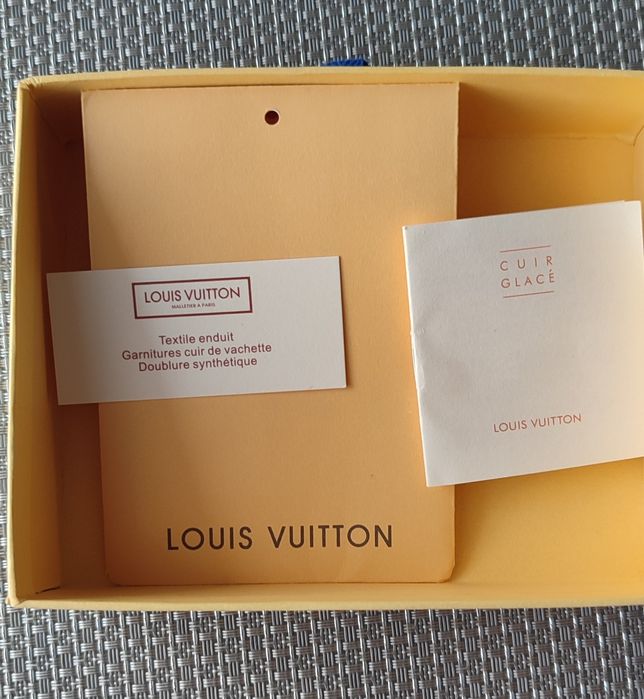 LOUIS VUITTON
MALLETIER A PARIS
Textile enduit
Garnitures cuir de vachette
Doublure synthétique
CUIR
GLACÉ
LOUIS VUITTON
LOUIS VUITTON